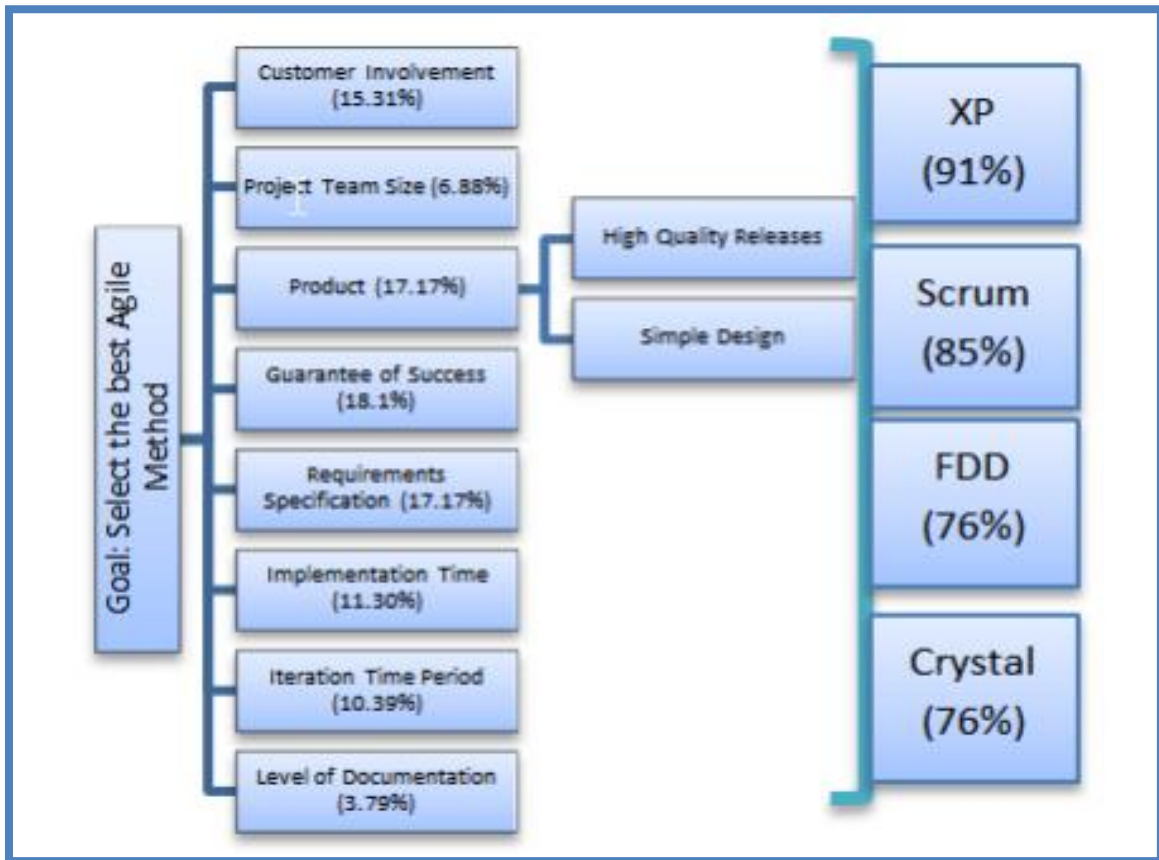 Goal: Select the best Agile
Method
Customer Involvement
(15.31%)
Project Team Size (6.88%)
Product (17.17%)
Guarantee of Success
(18.1%)
Requirements
Specification (17.17%)
Implementation Time
(11.30%)
Iteration Time Period
(10.39%)
Level of Documentation
(3.79%)
High Quality Releases
Simple Design
XP
(91%)
Scrum
(85%)
FDD
(76%)
Crystal
(76%)